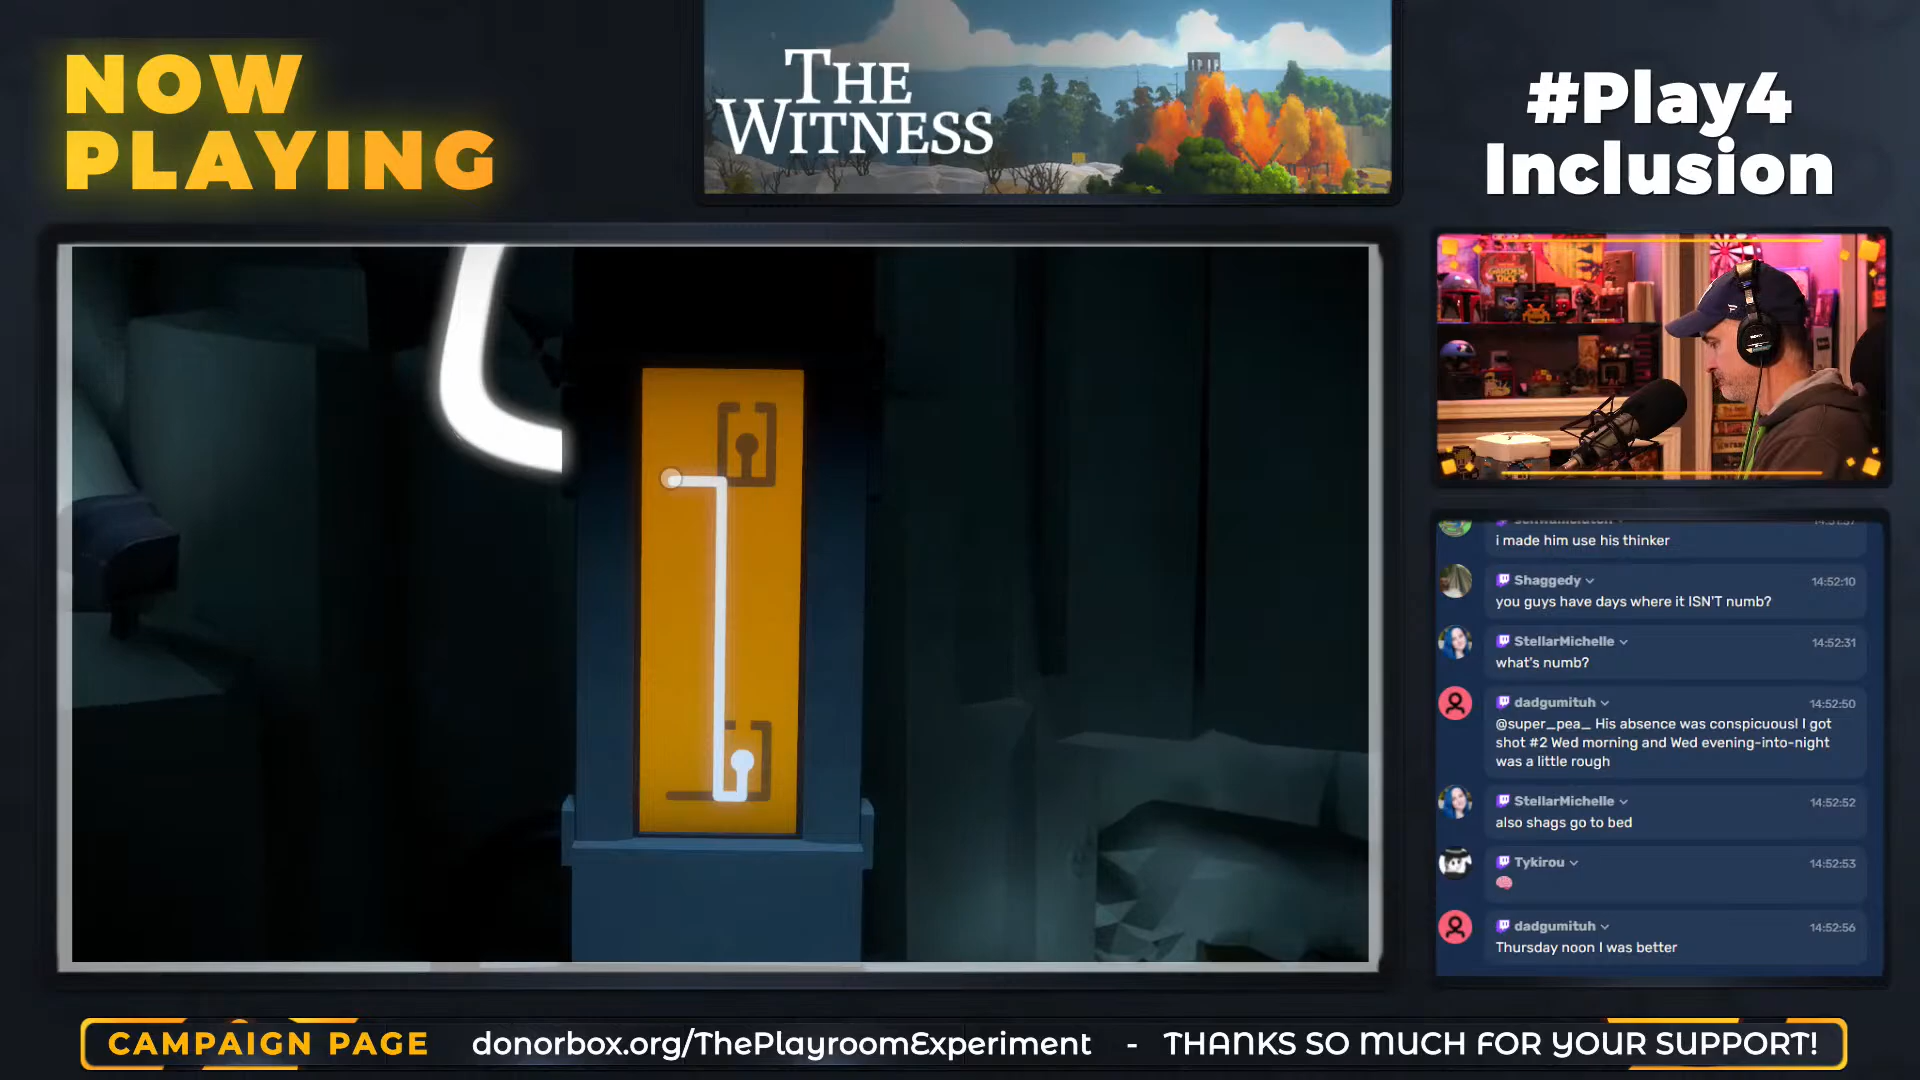 NOW
PLAYING
THE
WITNESS
#Play4
Inclusion
i made him use his thinker
Shaggedy
14:52:10
you guys have days where it ISN'T numb?
StellarMichelle
14:52:31
what's numb?
dadgumituh
14:52:50
@super_pea_ His absence was conspicuous! I got
shot #2 Wed morning and Wed evening-into-night
was a little rough
StellarMichelle
14:52:52
also shags go to bed
Tykirou
14:52:53
dadgumituh
14:52:56
Thursday noon I was better
CAMPAIGN PAGE donorbox.org/ThePlayroomExperiment - THANKS SO MUCH FOR YOUR SUPPORT!